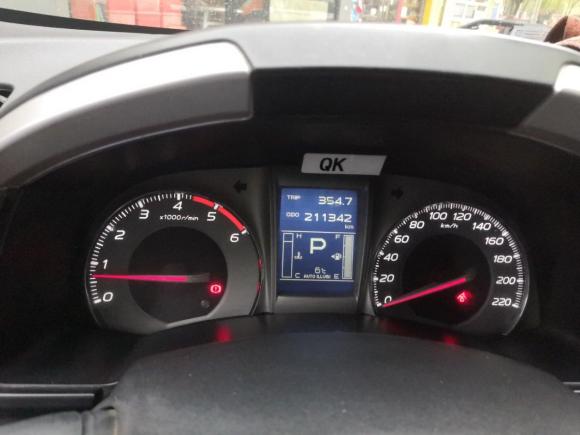 QK
TRIP 354.7
ODO 211342
km
H F
P
C 6°C E
AUTO ILLUMI
x1000r/min
0 1 2 3 4 5 6
km/h
0 20 40 60 80 100 120 140 160 180 200 220